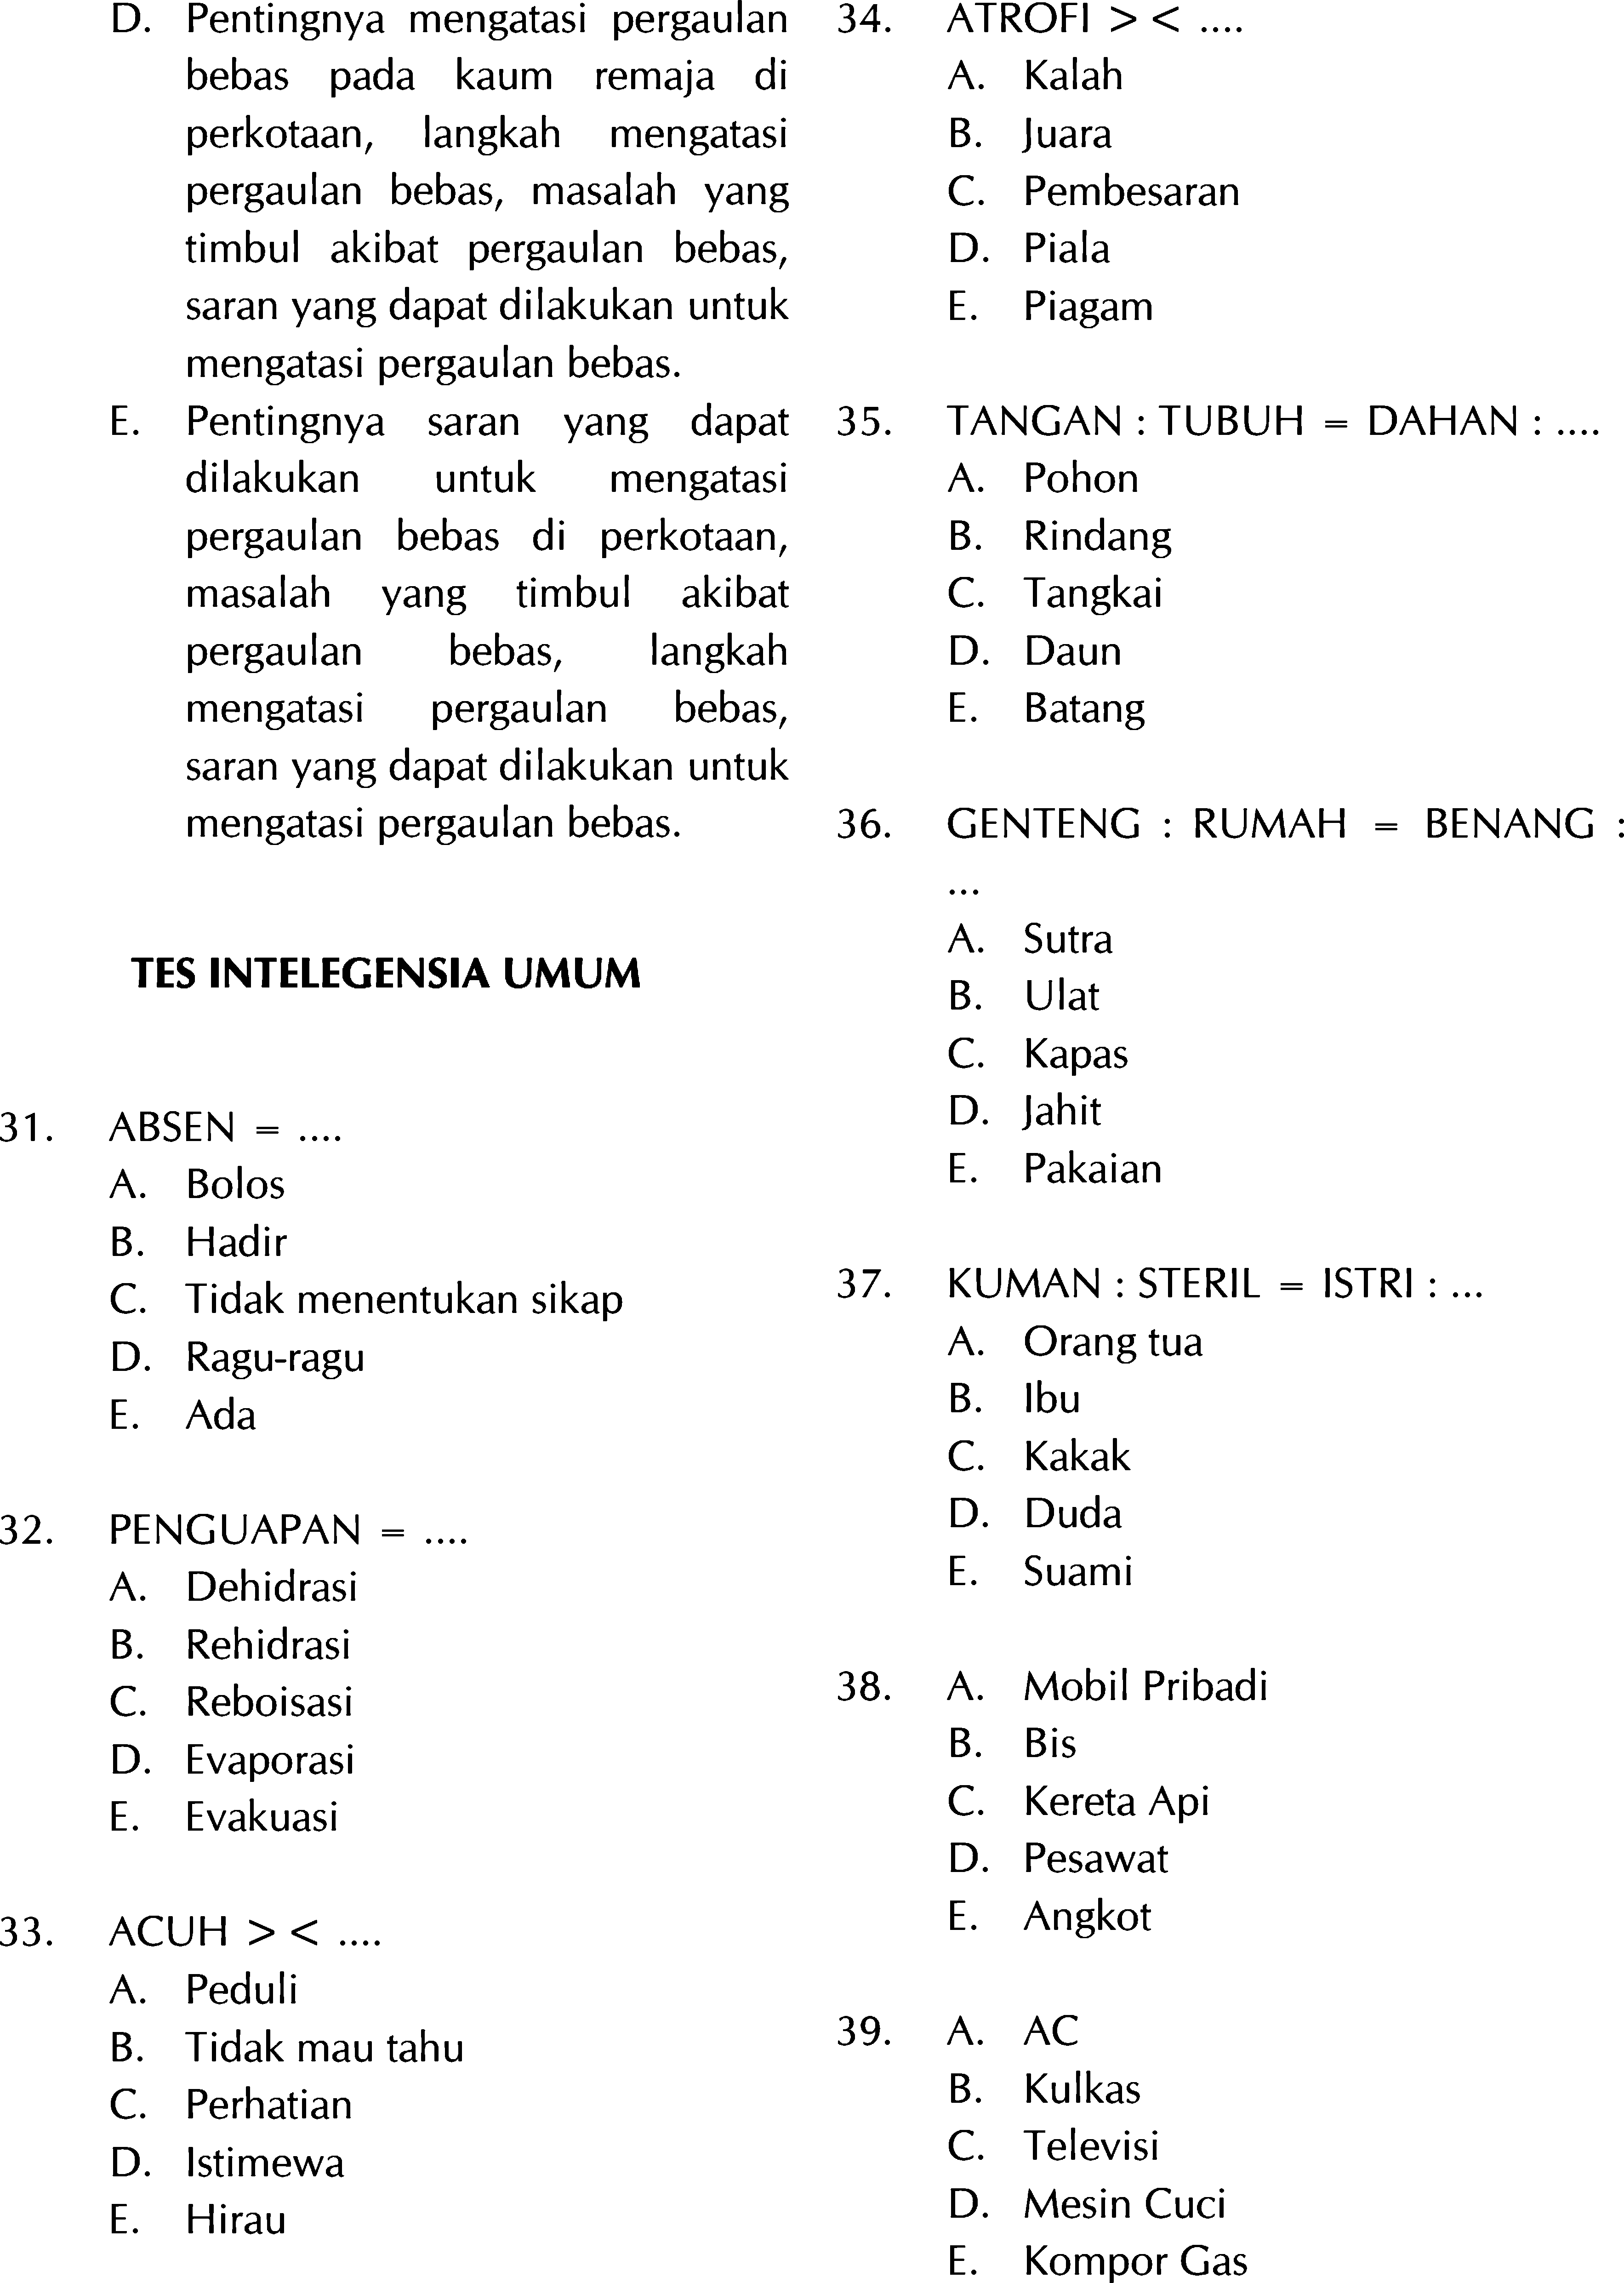 D. Pentingnya mengatasi pergaulan
bebas pada kaum remaja di
perkotaan, langkah mengatasi
pergaulan bebas, masalah yang
timbul akibat pergaulan bebas,
saran yang dapat dilakukan untuk
mengatasi pergaulan bebas.
E. Pentingnya saran yang dapat
dilakukan untuk mengatasi
pergaulan bebas di perkotaan,
masalah yang timbul akibat
pergaulan bebas, langkah
mengatasi pergaulan bebas,
saran yang dapat dilakukan untuk
mengatasi pergaulan bebas.
TES INTELEGENSIA UMUM
31. ABSEN = ....
A. Bolos
B. Hadir
C. Tidak menentukan sikap
D. Ragu-ragu
E. Ada
32. PENGUAPAN = ....
A. Dehidrasi
B. Rehidrasi
C. Reboisasi
D. Evaporasi
E. Evakuasi
33. ACUH > < ....
A. Peduli
B. Tidak mau tahu
C. Perhatian
D. Istimewa
E. Hirau
34. ATROFI > < ....
A. Kalah
B. Juara
C. Pembesaran
D. Piala
E. Piagam
35. TANGAN : TUBUH = DAHAN : ....
A. Pohon
B. Rindang
C. Tangkai
D. Daun
E. Batang
36. GENTENG : RUMAH = BENANG :
...
A. Sutra
B. Ulat
C. Kapas
D. Jahit
E. Pakaian
37. KUMAN : STERIL = ISTRI : ...
A. Orang tua
B. Ibu
C. Kakak
D. Duda
E. Suami
38. A. Mobil Pribadi
B. Bis
C. Kereta Api
D. Pesawat
E. Angkot
39. A. AC
B. Kulkas
C. Televisi
D. Mesin Cuci
E. Kompor Gas